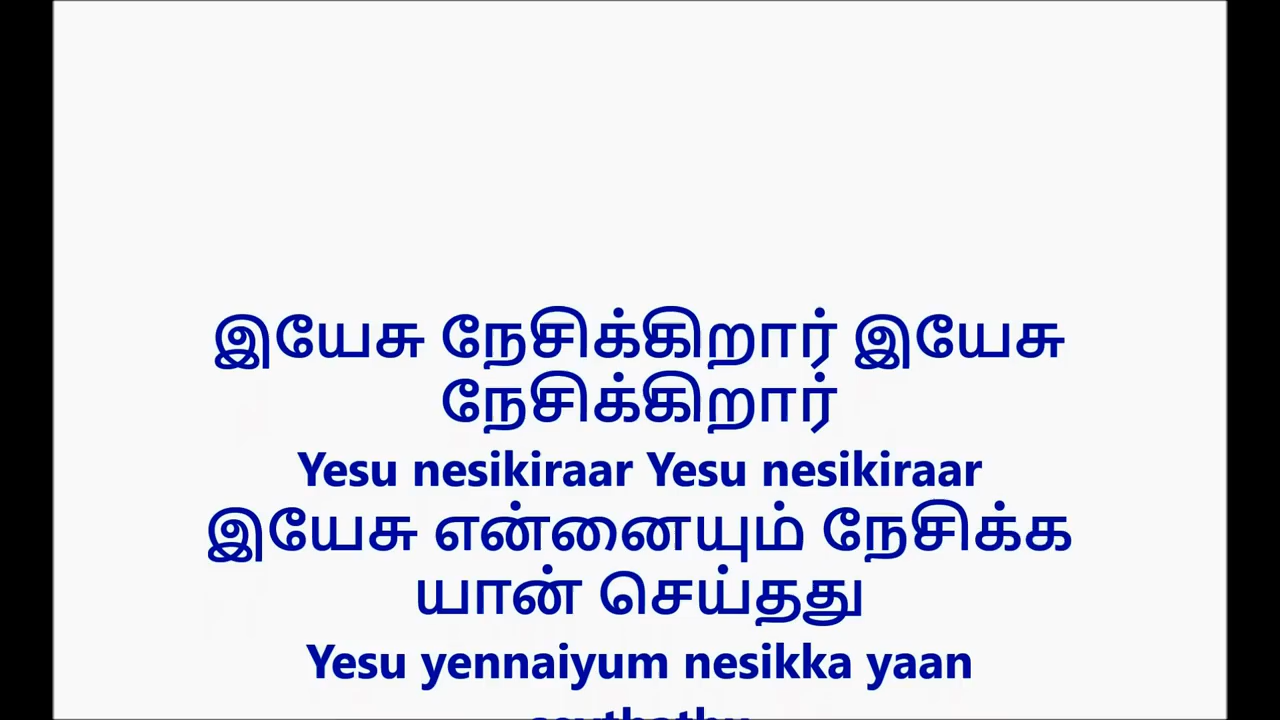 இயேசு நேசிக்கிறார் இயேசு
நேசிக்கிறார்
Yesu nesikiraar Yesu nesikiraar
இயேசு என்னையும் நேசிக்க
யான் செய்தது
Yesu yennaiyum nesikka yaan